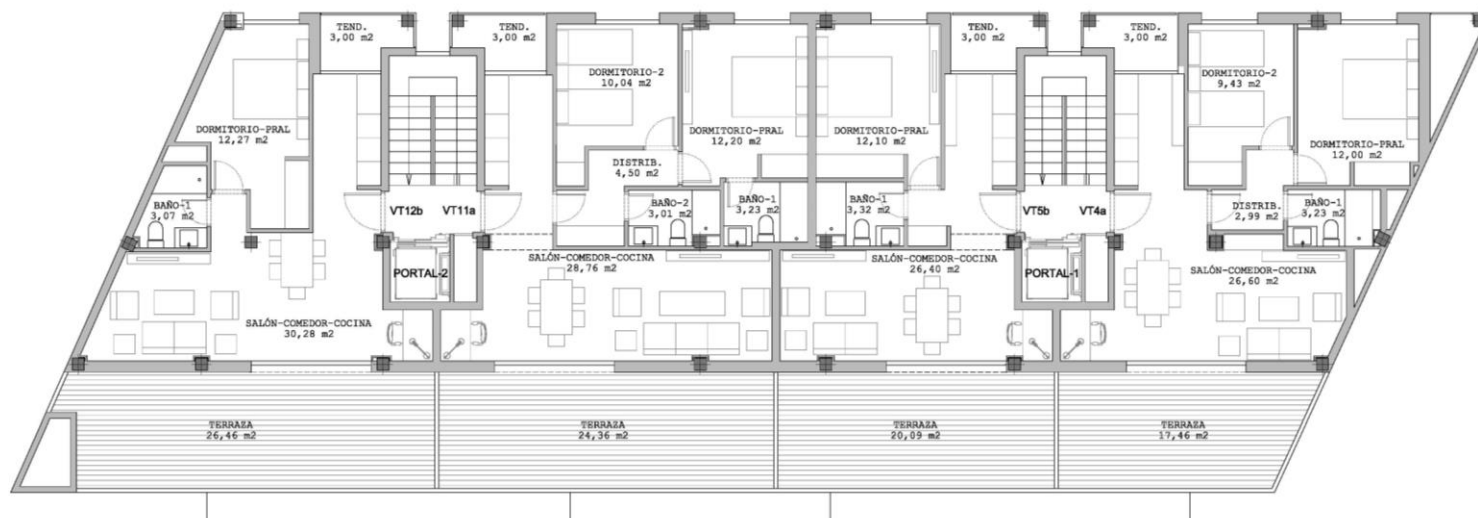 TEND.
3,00 m2
TEND.
3,00 m2
TEND.
3,00 m2
TEND.
3,00 m2
DORMITORIO-2
10,04 m2
DORMITORIO-2
9,43 m2
DORMITORIO-PRAL
12,27 m2
DORMITORIO-PRAL
12,20 m2
DORMITORIO-PRAL
12,10 m2
DORMITORIO-PRAL
12,00 m2
DISTRIB.
4,50 m2
BAÑO-1
3,07 m2
VT12b
VT11a
BAÑO-2
3,01 m2
BAÑO-1
3,23 m2
BAÑO-1
3,32 m2
VT5b
VT4a
DISTRIB.
2,99 m2
BAÑO-1
3,23 m2
PORTAL-2
SALÓN-COMEDOR-COCINA
28,76 m2
SALÓN-COMEDOR-COCINA
26,40 m2
PORTAL-1
SALÓN-COMEDOR-COCINA
26,60 m2
SALÓN-COMEDOR-COCINA
30,28 m2
TERRAZA
26,46 m2
TERRAZA
24,36 m2
TERRAZA
20,09 m2
TERRAZA
17,46 m2